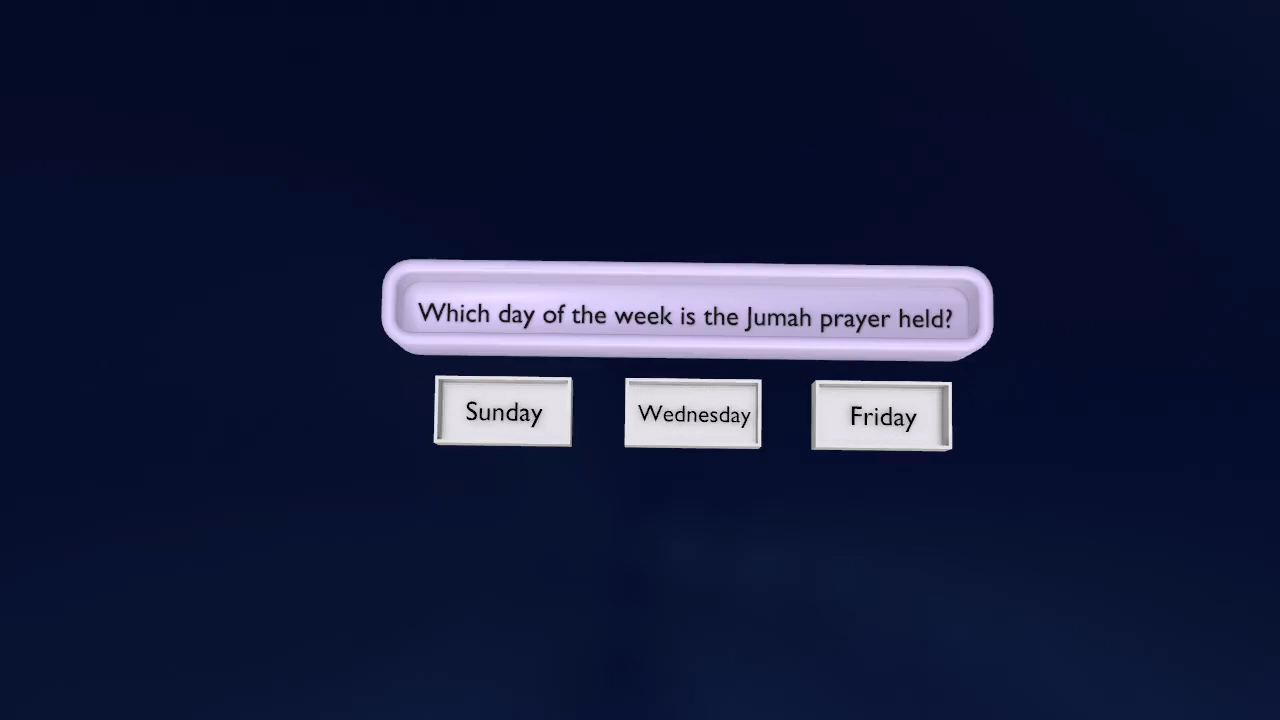 Which day of the week is the Jumah prayer held?
Sunday
Wednesday
Friday